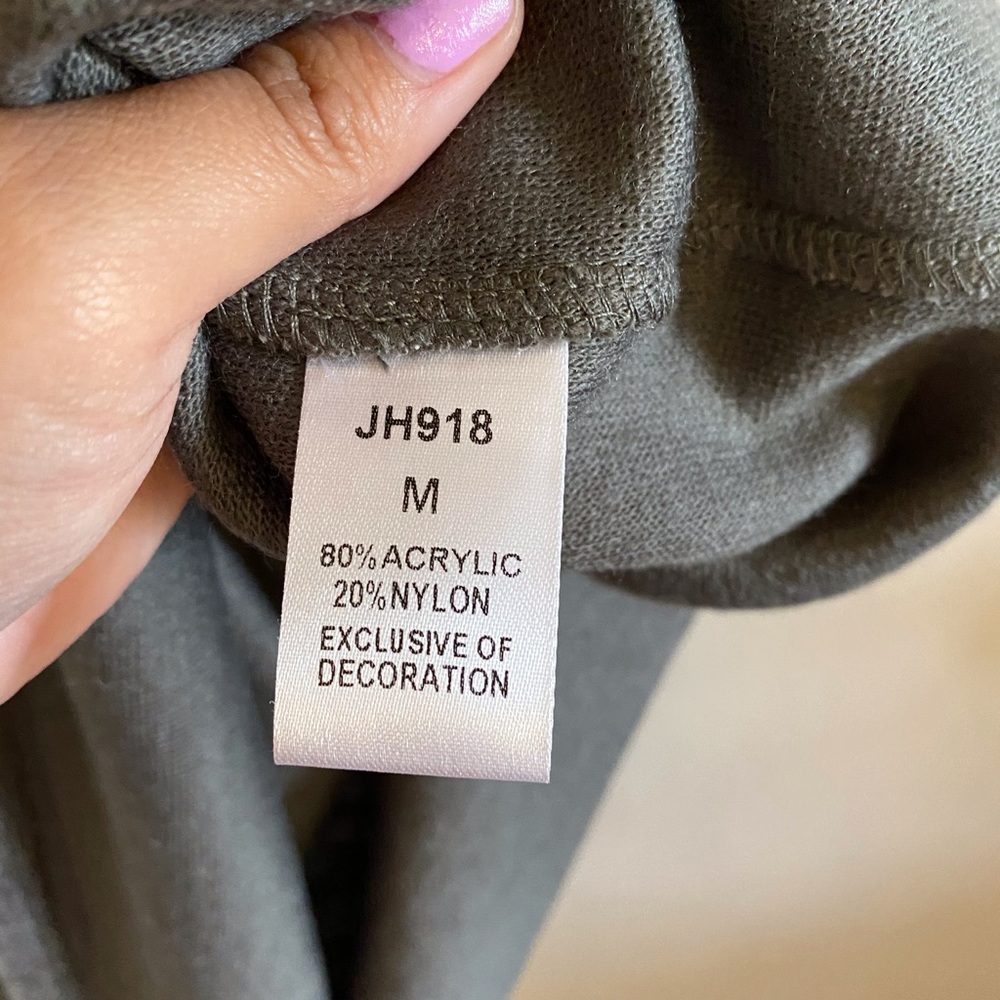 JH918
M
80%ACRYLIC
20%NYLON
EXCLUSIVE OF
DECORATION